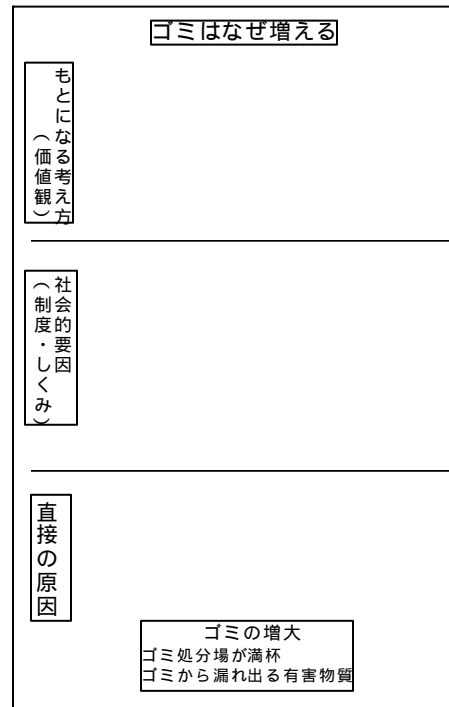 ゴミはなぜ増える
もとになる考え方
（価値観）
社会的要因
（制度・しくみ）
直接の原因
ゴミの増大
ゴミ処分場が満杯
ゴミから漏れ出る有害物質